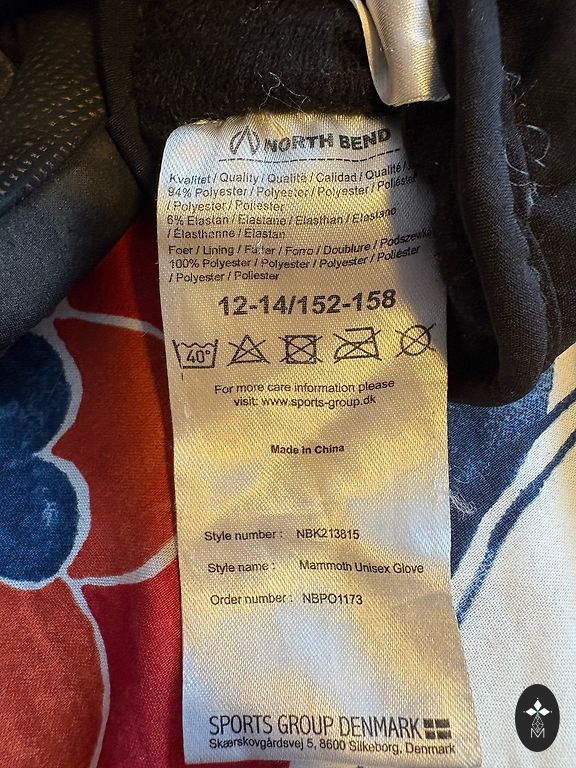 NORTH BEND
Kvalitet / Quality / Qualité / Calidad / Qualité /
94% Polyester / Polyester / Polyester / Poliéster
/ Polyester / Poliester
6% Elastan / Elastane / Elasthan / Elastano
/ Élasthanne / Elastan
Foer / Lining / Futter / Forro / Doublure / Podszewka
100% Polyester / Polyester / Polyester / Poliéster
/ Polyester / Poliester
12-14/152-158
40°
For more care information please
visit: www.sports-group.dk
Made in China
Style number : NBK213815
Style name : Mammoth Unisex Glove
Order number : NBPO1173
SPORTS GROUP DENMARK
Skærskovgårdsvej 5, 8600 Silkeborg, Denmark
M